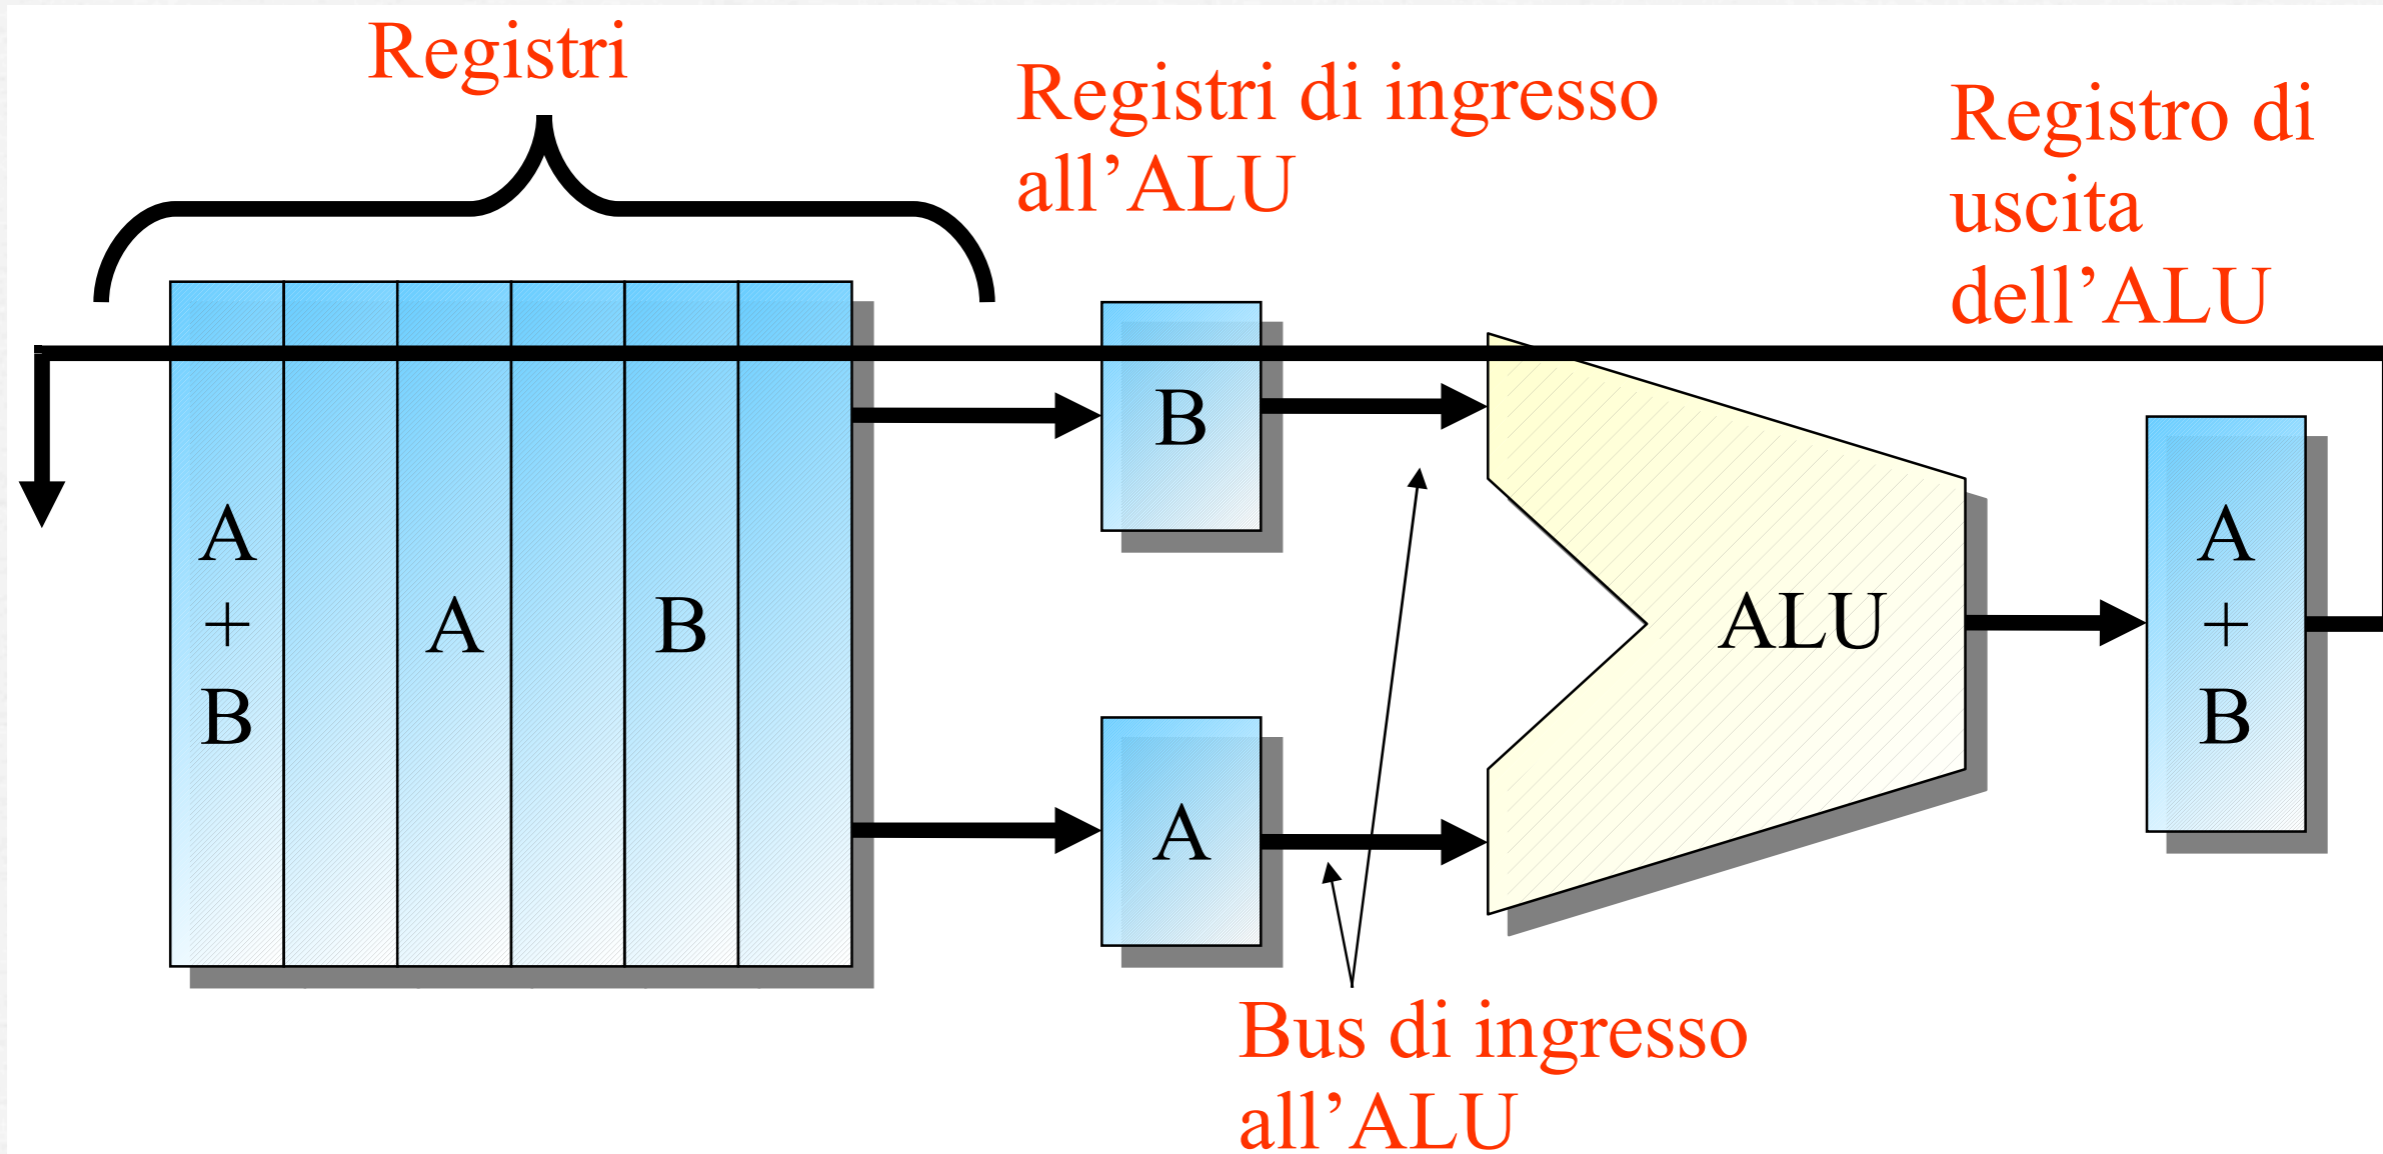 Registri
Registri di ingresso
all’ALU
Registro di
uscita
dell’ALU
A
+
B
A
B
B
A
ALU
A
+
B
Bus di ingresso
all’ALU